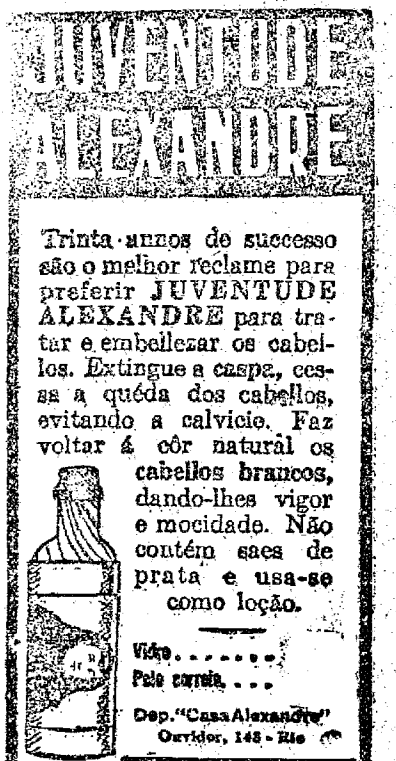 JUVENTUDE
ALEXANDRE
Trinta annos de successo
são o melhor reclame para
preferir JUVENTUDE
ALEXANDRE para tra-
tar e embellezar os cabel-
los. Extingue a caspa, ces-
sa a quéda dos cabellos,
evitando a calvicie. Faz
voltar á côr natural os
cabellos brancos,
dando-lhes vigor
e mocidade. Não
contém saes de
prata e usa-se
como loção.
Vidro. . . . . . .
Pelo correio. . . .
Dep. "Casa Alexandre"
Ouvidor, 148 - Rio